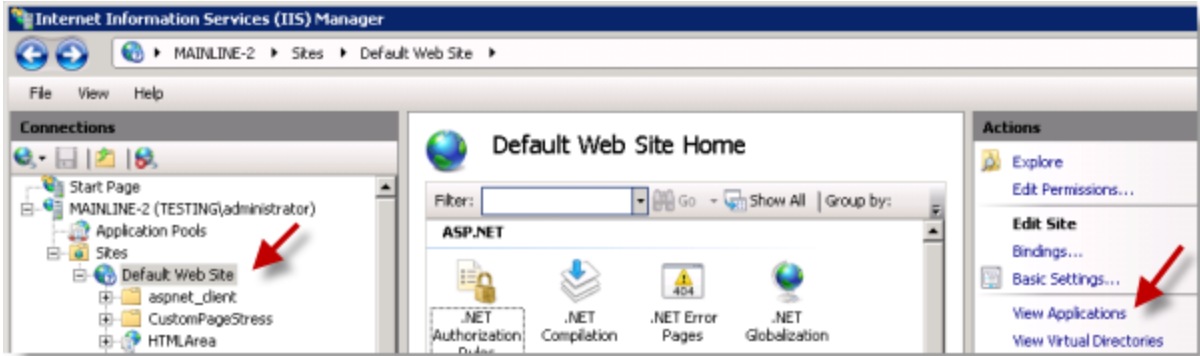 Internet Information Services (IIS) Manager
MAINLINE-2 Sites Default Web Site
File View Help
Connections
Start Page
MAINLINE-2 (TESTING\administrator)
Application Pools
Sites
Default Web Site
aspnet_client
CustomPageStress
HTMLArea
Default Web Site Home
Filter: Go Show All Group by:
ASP.NET
.NET Authorization Rules
.NET Compilation
404
.NET Error Pages
.NET Globalization
Actions
Explore
Edit Permissions...
Edit Site
Bindings...
Basic Settings...
View Applications
View Virtual Directories